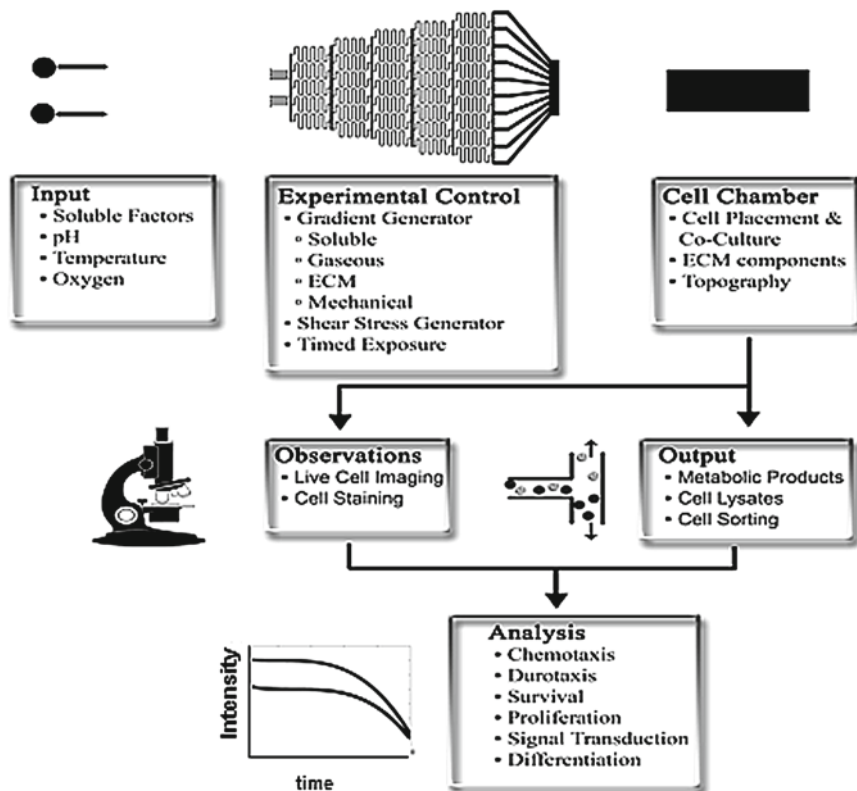 Input
• Soluble Factors
• pH
• Temperature
• Oxygen
Experimental Control
• Gradient Generator
▫ Soluble
▫ Gaseous
▫ ECM
▫ Mechanical
• Shear Stress Generator
• Timed Exposure
Cell Chamber
• Cell Placement &
Co-Culture
• ECM components
• Topography
Observations
• Live Cell Imaging
• Cell Staining
Output
• Metabolic Products
• Cell Lysates
• Cell Sorting
Analysis
• Chemotaxis
• Durotaxis
• Survival
• Proliferation
• Signal Transduction
• Differentiation
Intensity
time